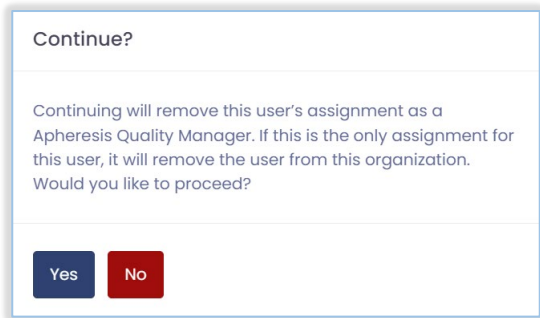 Continue?
Continuing will remove this user's assignment as a
Apheresis Quality Manager. If this is the only assignment for
this user, it will remove the user from this organization.
Would you like to proceed?
Yes
No